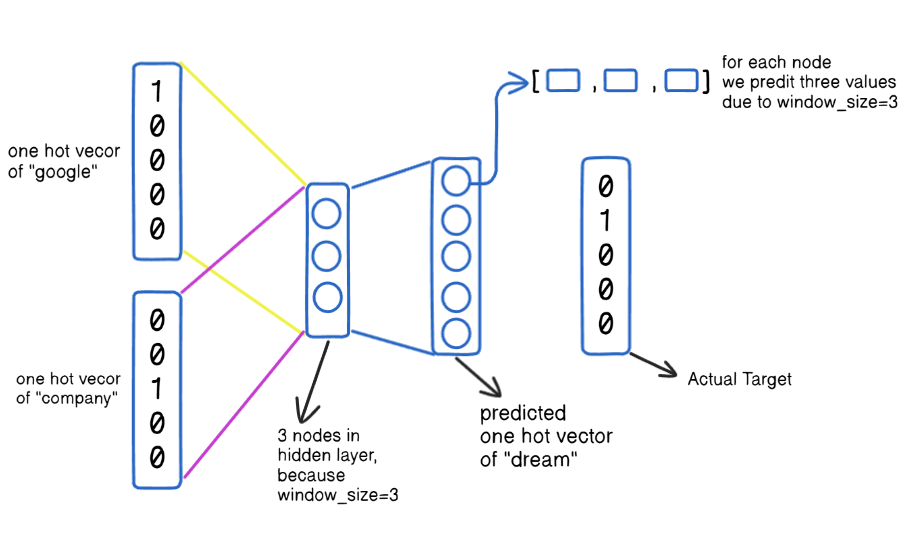 one hot vecor
of "google"
1
0
0
0
0
one hot vecor
of "company"
0
0
1
0
0
3 nodes in
hidden layer,
because
window_size=3
predicted
one hot vector
of "dream"
[ , , ]
for each node
we predit three values
due to window_size=3
0
1
0
0
0
Actual Target